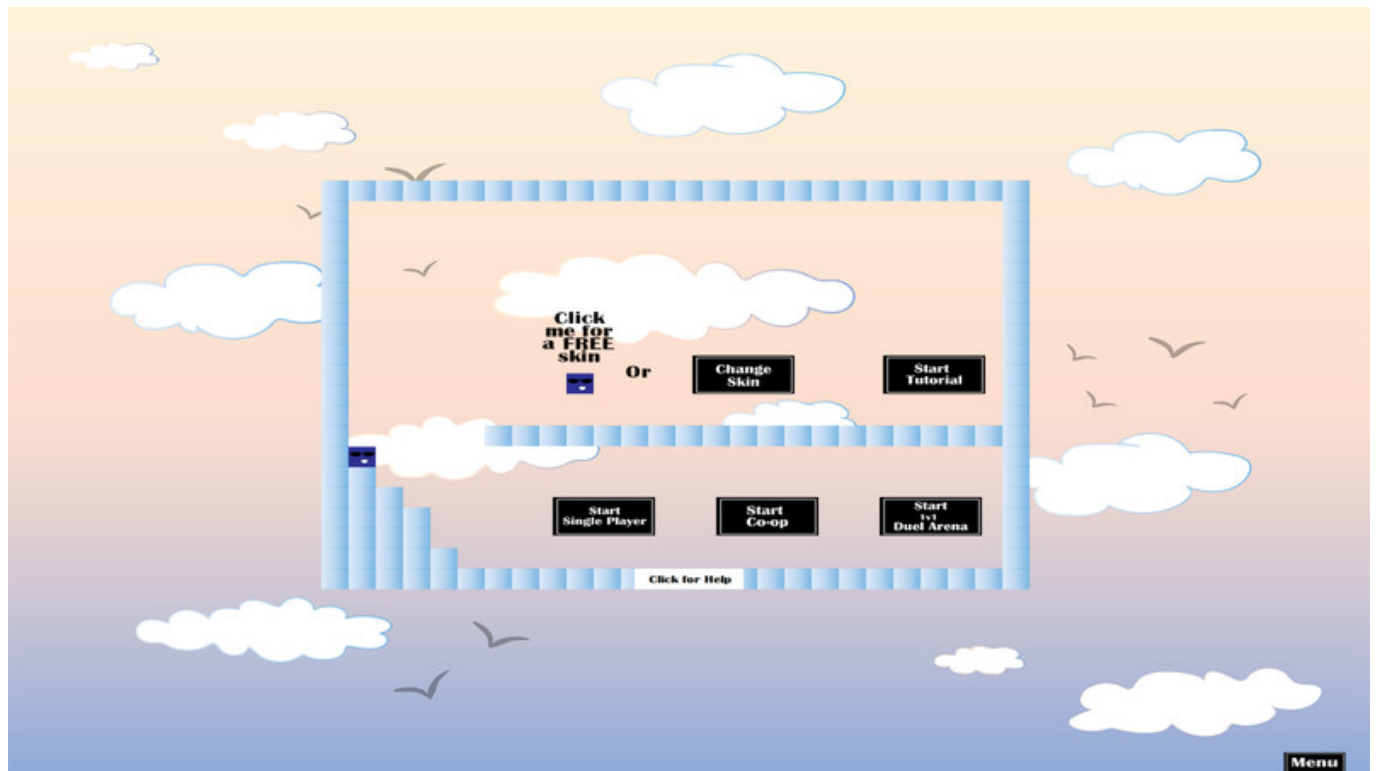 Click
me for
a FREE
skin
Or
Change
Skin
Start
Tutorial
Start
Single Player
Start
Co-op
Start
1v1
Duel Arena
Click for Help
Menu